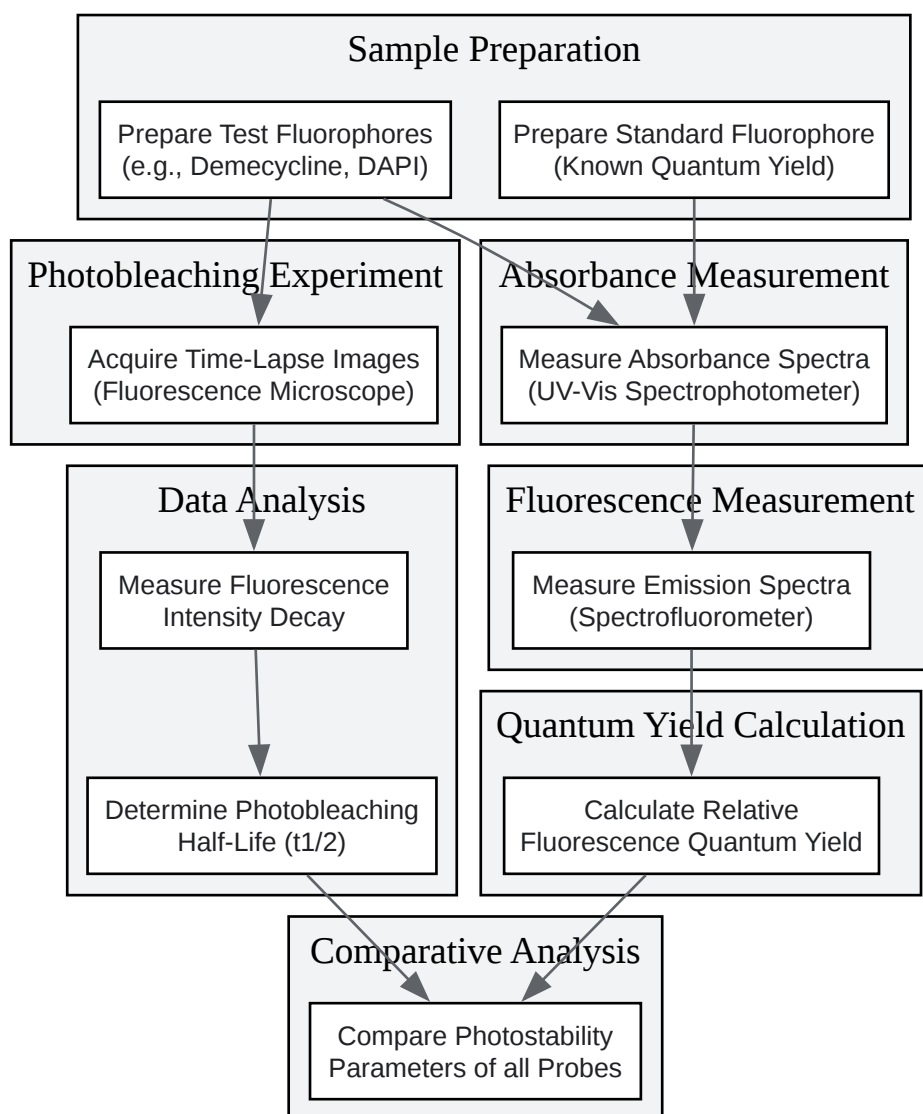 Sample Preparation
Prepare Test Fluorophores
(e.g., Demecycline, DAPI)
Prepare Standard Fluorophore
(Known Quantum Yield)
Photobleaching Experiment
Acquire Time-Lapse Images
(Fluorescence Microscope)
Absorbance Measurement
Measure Absorbance Spectra
(UV-Vis Spectrophotometer)
Data Analysis
Measure Fluorescence
Intensity Decay
Determine Photobleaching
Half-Life (t1/2)
Fluorescence Measurement
Measure Emission Spectra
(Spectrofluorometer)
Quantum Yield Calculation
Calculate Relative
Fluorescence Quantum Yield
Comparative Analysis
Compare Photostability
Parameters of all Probes